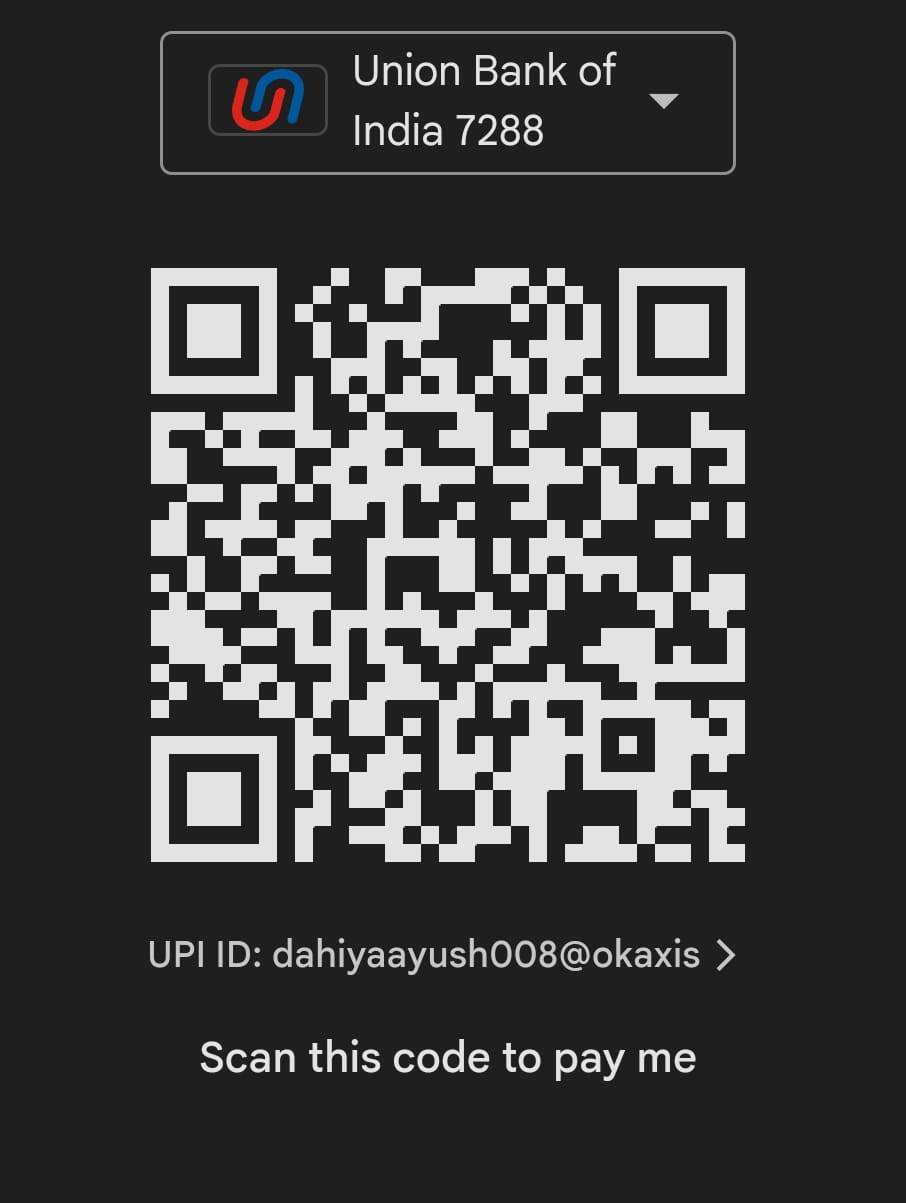 Union Bank of
India 7288
UPI ID: dahiyaayush008@okaxis
Scan this code to pay me